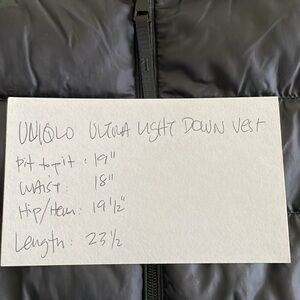 UNIQLO ULTRA LIGHT DOWN VEST
Pit to pit : 19"
WAIST : 18"
Hip/Hem : 19 1/2"
Length : 23 1/2